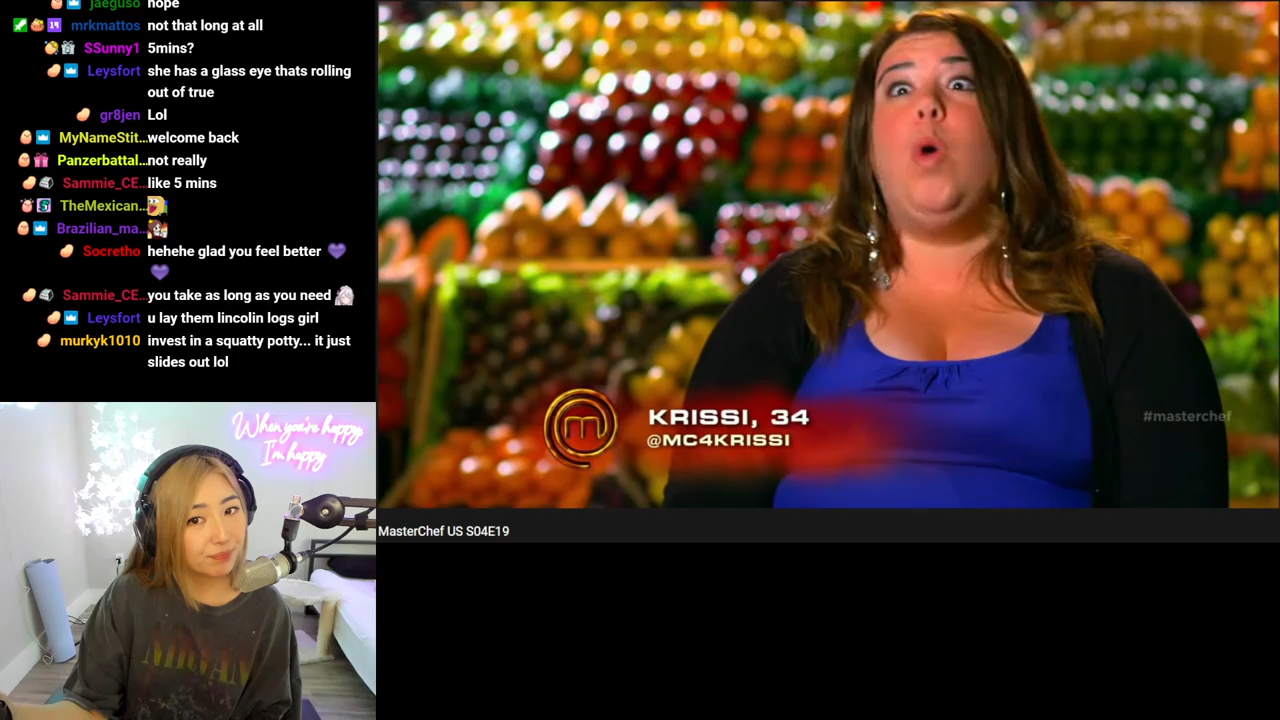 jaeguso nope
mrkmattos not that long at all
SSunny1 5mins?
Leysfort she has a glass eye thats rolling
out of true
gr8jen Lol
MyNameStit... welcome back
Panzerbattal... not really
Sammie_CE... like 5 mins
TheMexican...
Brazilian_ma...
Socretho hehehe glad you feel better
Sammie_CE... you take as long as you need
Leysfort u lay them lincolin logs girl
murkyk1010 invest in a squatty potty... it just
slides out lol
When you're happy,
I'm happy
KRISSI, 34
@MC4KRISSI
#masterchef
MasterChef US S04E19